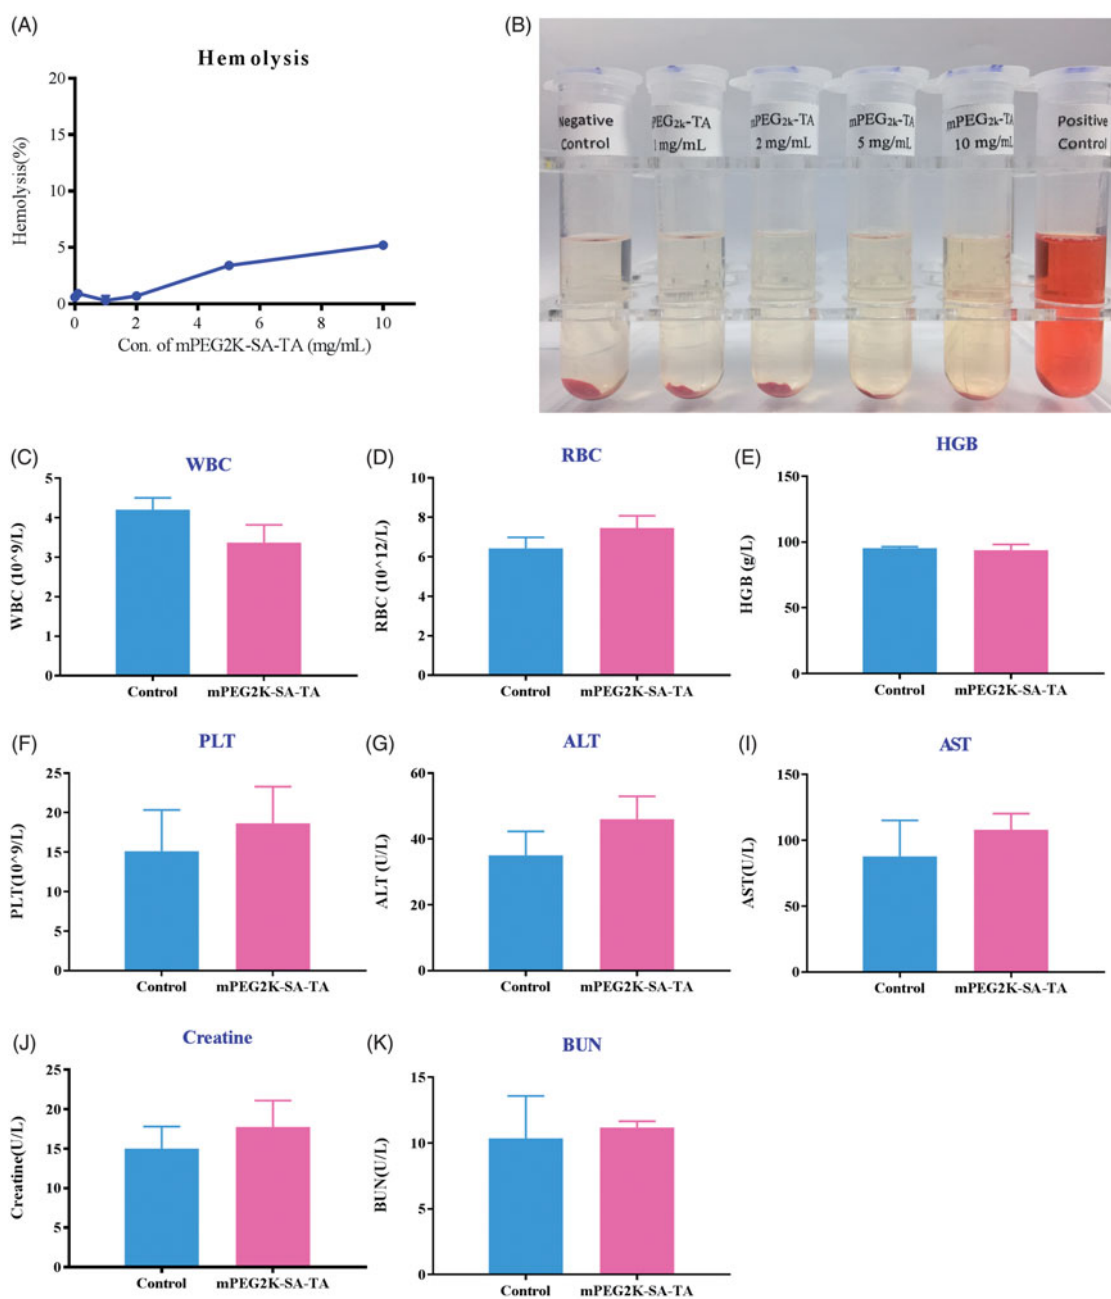 (A)
Hemolysis
20
15
10
5
0
Hemolysis(%)
0 2 4 6 8 10
Con. of mPEG2K-SA-TA (mg/mL)
(B)
Negative
Control
PEG2k-TA
1 mg/mL
mPEG2k-TA
2 mg/mL
mPEG2k-TA
5 mg/mL
mPEG2k-TA
10 mg/mL
Positive
Control
(C)
WBC
5
4
3
2
1
0
WBC (10^9/L)
Control mPEG2K-SA-TA
(D)
RBC
10
8
6
4
2
0
RBC (10^12/L)
Control mPEG2K-SA-TA
(E)
HGB
150
100
50
0
HGB (g/L)
Control mPEG2K-SA-TA
(F)
PLT
25
20
15
10
5
0
PLT(10^9/L)
Control mPEG2K-SA-TA
(G)
ALT
60
40
20
0
ALT (U/L)
Control mPEG2K-SA-TA
(I)
AST
150
100
50
0
AST(U/L)
Control mPEG2K-SA-TA
(J)
Creatine
25
20
15
10
5
0
Creatine(U/L)
Control mPEG2K-SA-TA
(K)
BUN
15
10
5
0
BUN(U/L)
Control mPEG2K-SA-TA